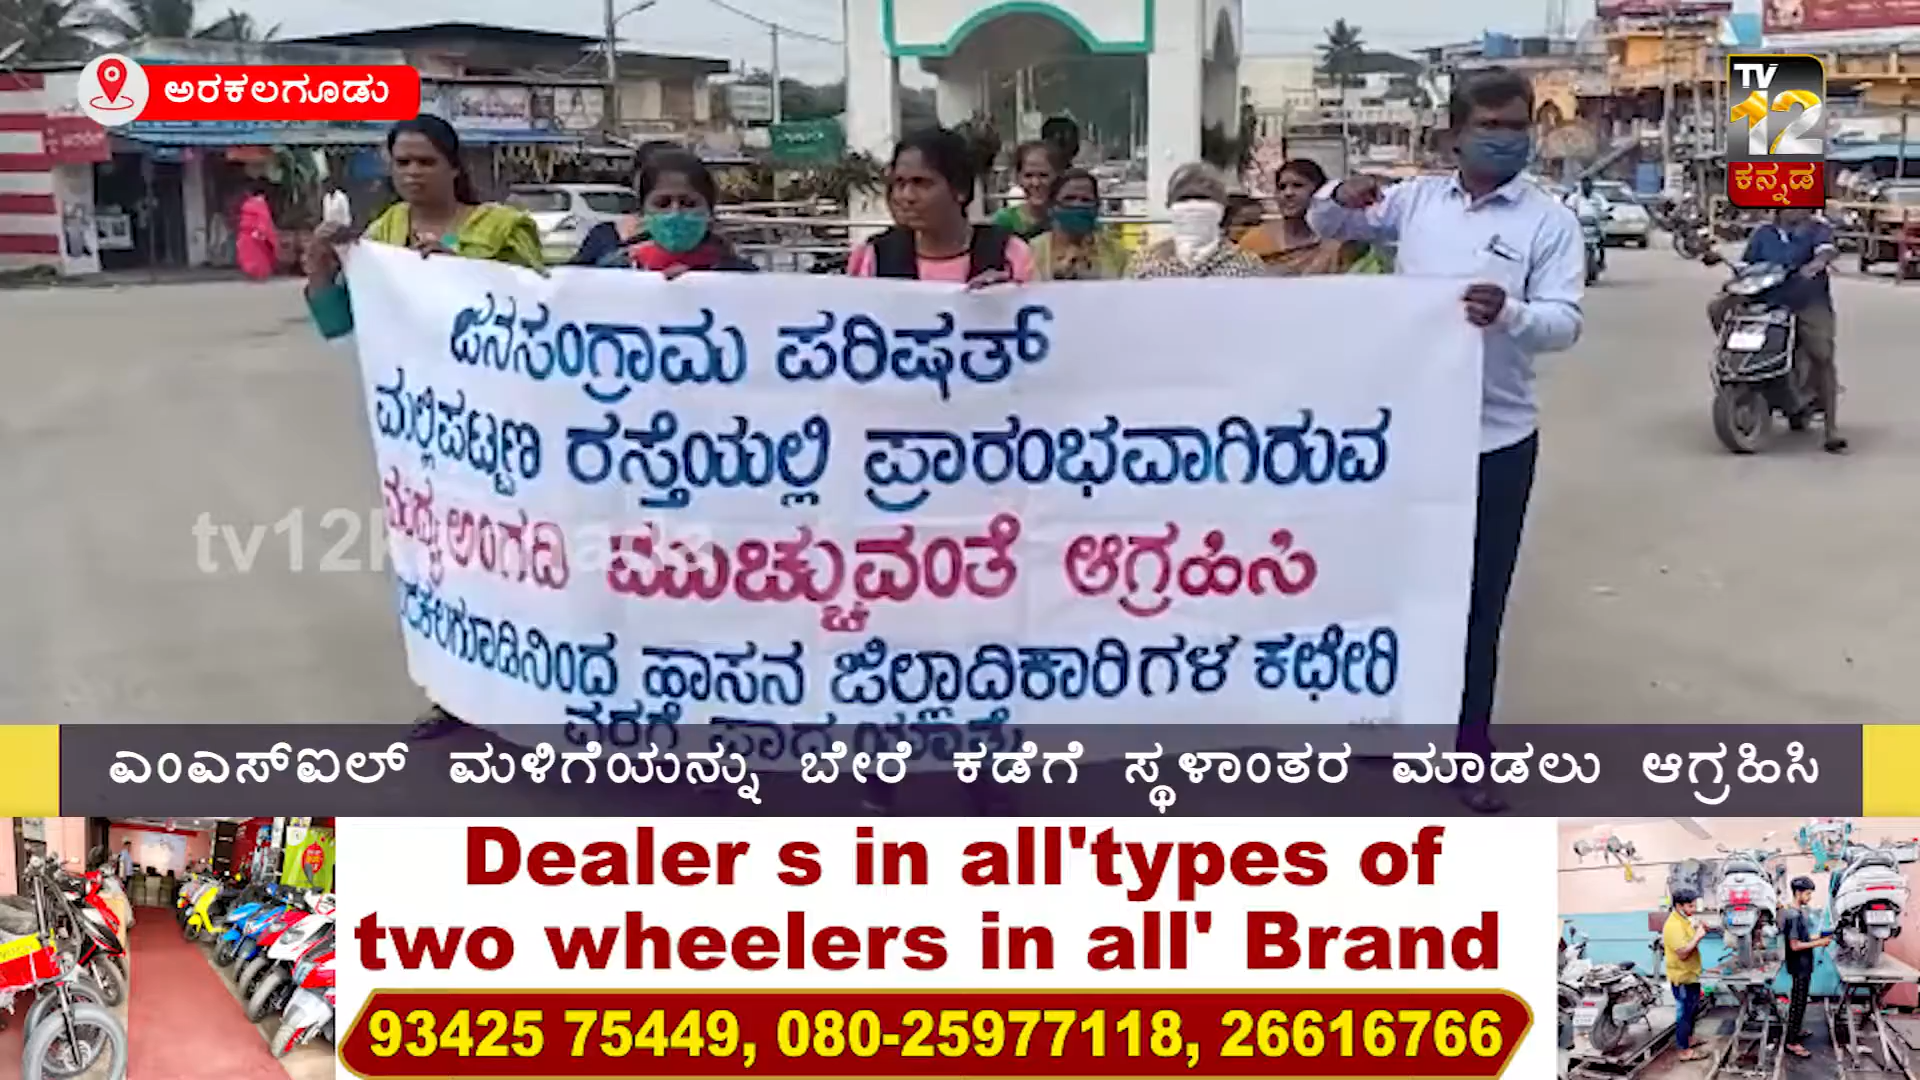 ಅರಕಲಗೂಡು
TV
12
ಕನ್ನಡ
ಜನಸಂಗ್ರಾಮ ಪರಿಷತ್
ಮಲ್ಲಿಪಟ್ಟಣ ರಸ್ತೆಯಲ್ಲಿ ಪ್ರಾರಂಭವಾಗಿರುವ
ಮದ್ಯ ಅಂಗಡಿ ಮುಚ್ಚುವಂತೆ ಆಗ್ರಹಿಸಿ
ಅರಕಲಗೂಡಿನಿಂದ ಹಾಸನ ಜಿಲ್ಲಾದಿಕಾರಿಗಳ ಕಛೇರಿ
ವರಗೆ ಪಾದ ಯಾತ್ರೆ
ಎಂಎಸ್ಐಲ್ ಮಳಿಗೆಯನ್ನು ಬೇರೆ ಕಡೆಗೆ ಸ್ಥಳಾಂತರ ಮಾಡಲು ಆಗ್ರಹಿಸಿ
Dealer s in all'types of
two wheelers in all' Brand
93425 75449, 080-25977118, 26616766